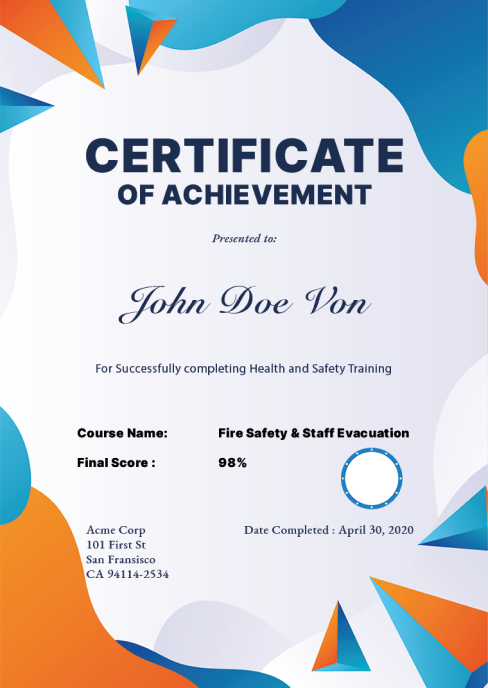 CERTIFICATE
OF ACHIEVEMENT
Presented to:
John Doe Von
For Successfully completing Health and Safety Training
Course Name: Fire Safety & Staff Evacuation
Final Score : 98%
Acme Corp Date Completed : April 30, 2020
101 First St
San Fransisco
CA 94114-2534